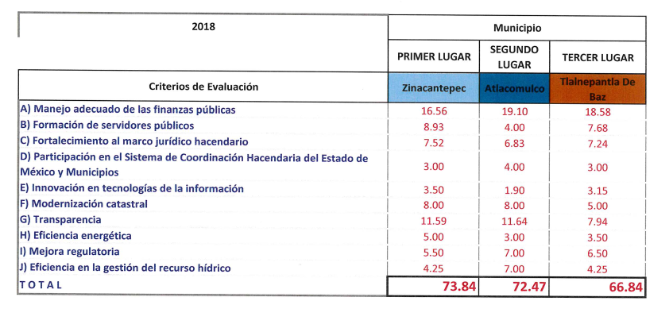 2018 Municipio
PRIMER LUGAR SEGUNDO LUGAR TERCER LUGAR
Criterios de Evaluación Zinacantepec Atlacomulco Tlalnepantla De Baz
A) Manejo adecuado de las finanzas públicas 16.56 19.10 18.58
B) Formación de servidores públicos 8.93 4.00 7.68
C) Fortalecimiento al marco jurídico hacendario 7.52 6.83 7.24
D) Participación en el Sistema de Coordinación Hacendaria del Estado de
México y Municipios 3.00 4.00 3.00
E) Innovación en tecnologías de la información 3.50 1.90 3.15
F) Modernización catastral 8.00 8.00 5.00
G) Transparencia 11.59 11.64 7.94
H) Eficiencia energética 5.00 3.00 3.50
I) Mejora regulatoria 5.50 7.00 6.50
J) Eficiencia en la gestión del recurso hídrico 4.25 7.00 4.25
TOTAL 73.84 72.47 66.84